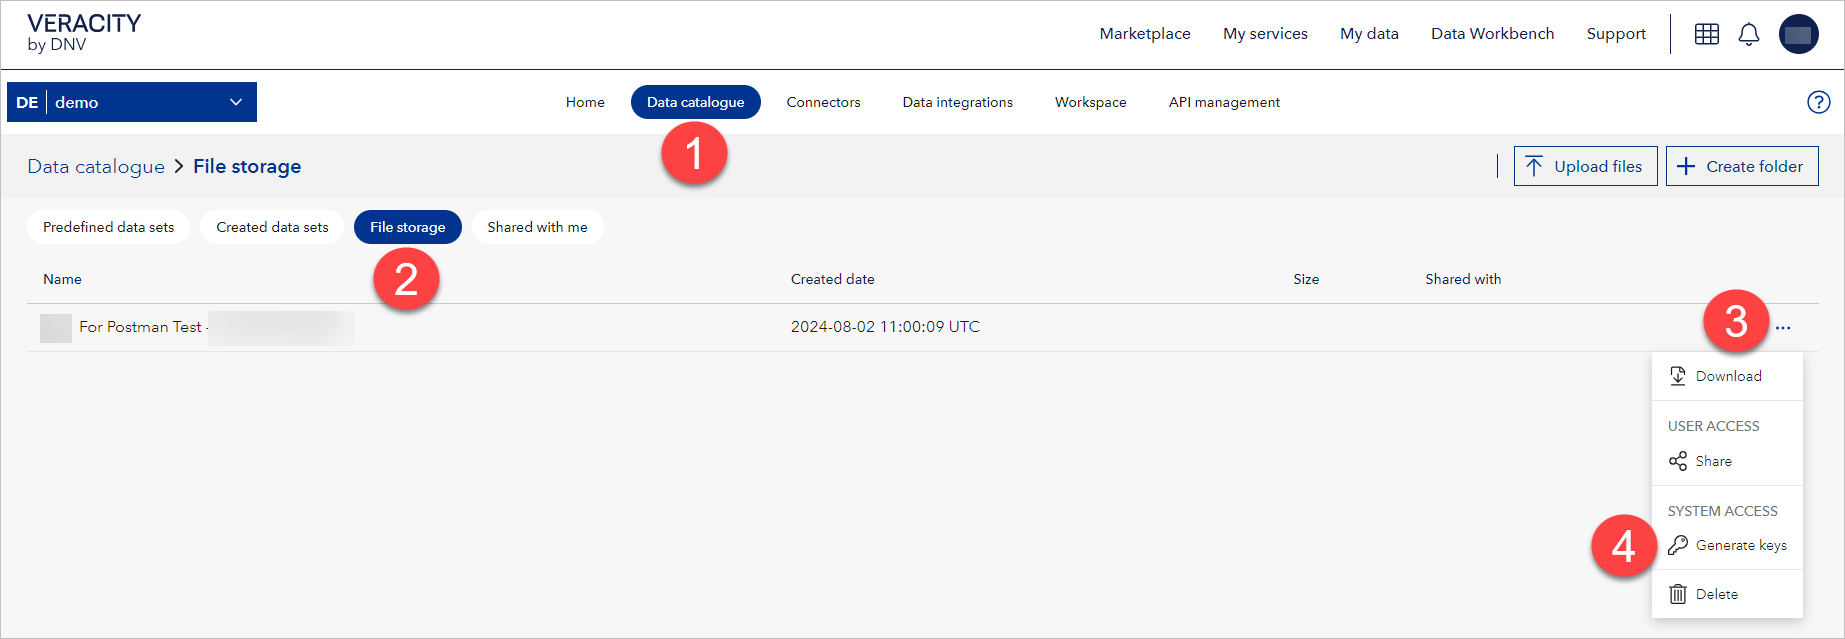 VERACITY
by DNV
Marketplace My services My data Data Workbench Support
DE demo
Home Data catalogue Connectors Data integrations Workspace API management
?
1
Data catalogue > File storage
Upload files Create folder
Predefined data sets Created data sets File storage Shared with me
2
Name Created date Size Shared with
For Postman Test - 2024-08-02 11:00:09 UTC
3
Download
USER ACCESS
Share
SYSTEM ACCESS
4
Generate keys
Delete